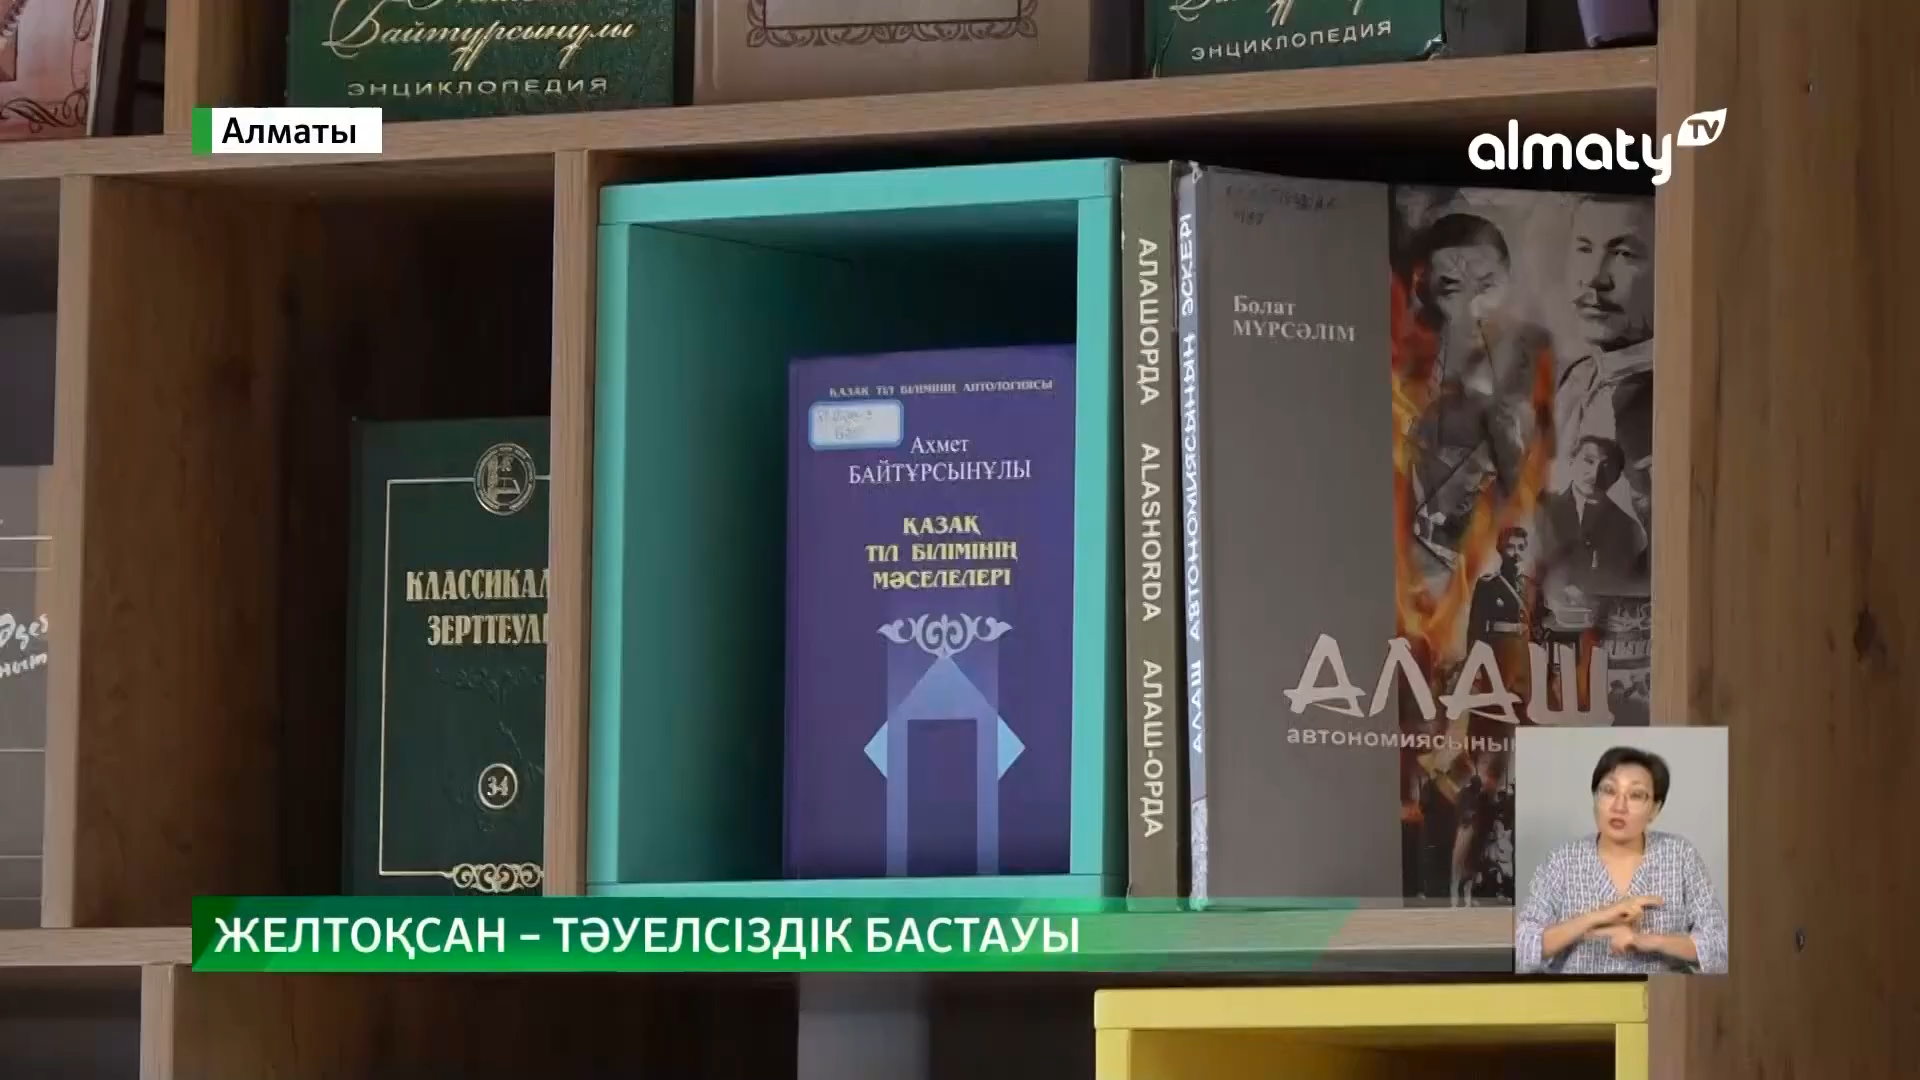 Байтұрсынұлы
ЭНЦИКЛОПЕДИЯ
ЭНЦИКЛОПЕДИЯ
Алматы
almaty TV
КЛАССИКАЛ
ЗЕРТТЕУЛ
34
ҚАЗАҚ ТІЛ БІЛІМІНІҢ АНТОЛОГИЯСЫ
Ахмет
БАЙТҰРСЫНҰЛЫ
ҚАЗАҚ
ТІЛ БІЛІМІНІҢ
МӘСЕЛЕЛЕРІ
АЛАШОРДА ALASHORDA АЛАШ-ОРДА
АЛАШ АВТОНОМИЯСЫНЫҢ ӘСКЕРІ
Болат
МҮРСӘЛІМ
АЛАШ
автономиясының
ЖЕЛТОҚСАН – ТӘУЕЛСІЗДІК БАСТАУЫ